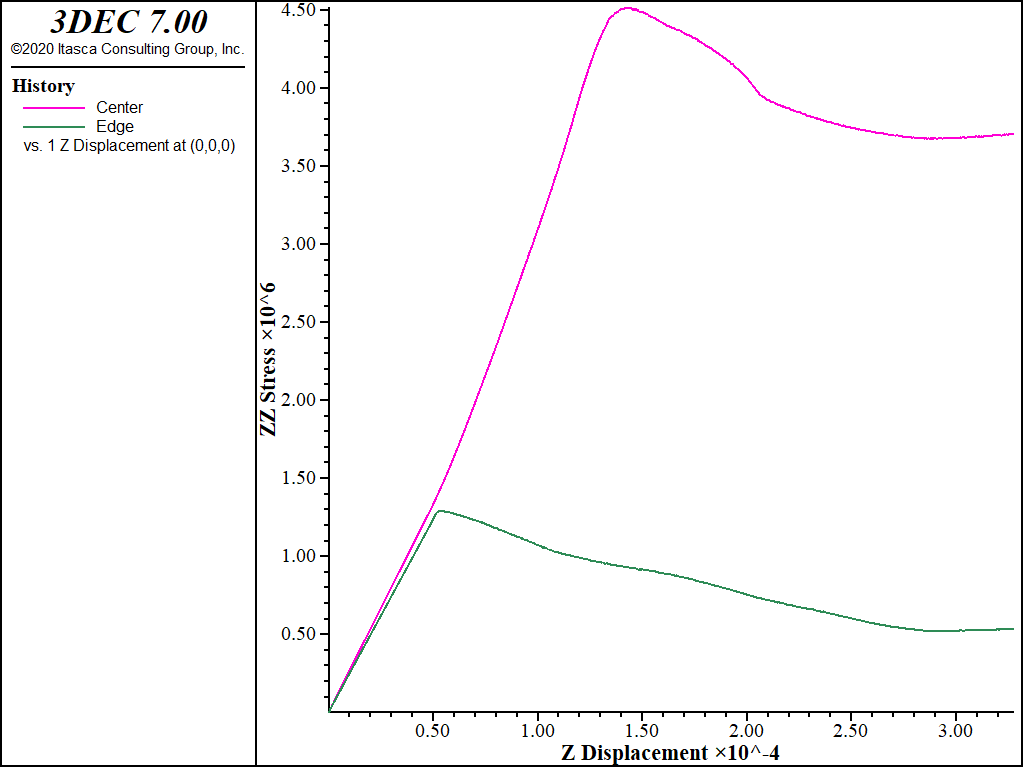 3DEC 7.00
©2020 Itasca Consulting Group, Inc.
History
Center
Edge
vs. 1 Z Displacement at (0,0,0)
4.50
4.00
3.50
3.00
2.50
2.00
1.50
1.00
0.50
ZZ Stress ×10^6
0.50 1.00 1.50 2.00 2.50 3.00
Z Displacement ×10^-4